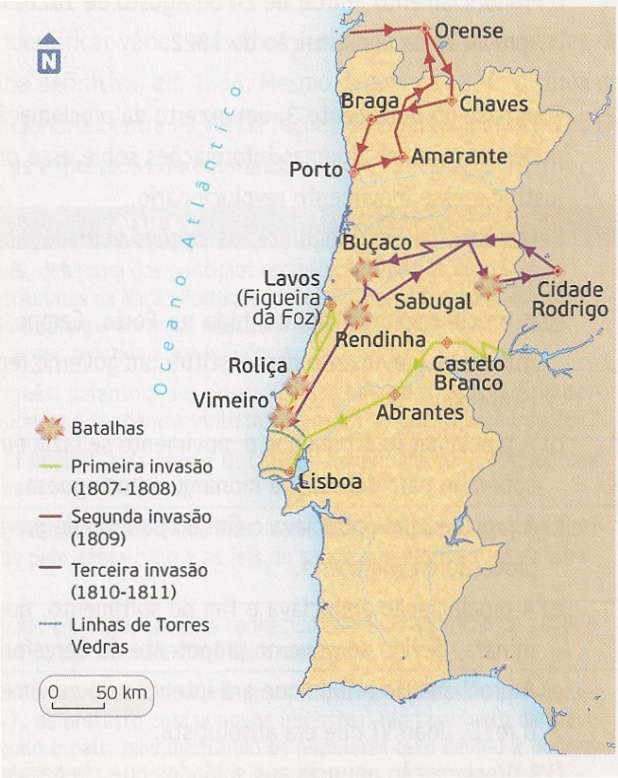 N
Oceano Atlântico
Orense
Braga
Chaves
Amarante
Porto
Buçaco
Lavos
(Figueira
da Foz)
Sabugal
Cidade
Rodrigo
Rendinha
Castelo
Branco
Roliça
Vimeiro
Abrantes
Lisboa
Batalhas
Primeira invasão
(1807-1808)
Segunda invasão
(1809)
Terceira invasão
(1810-1811)
Linhas de Torres
Vedras
0 50 km